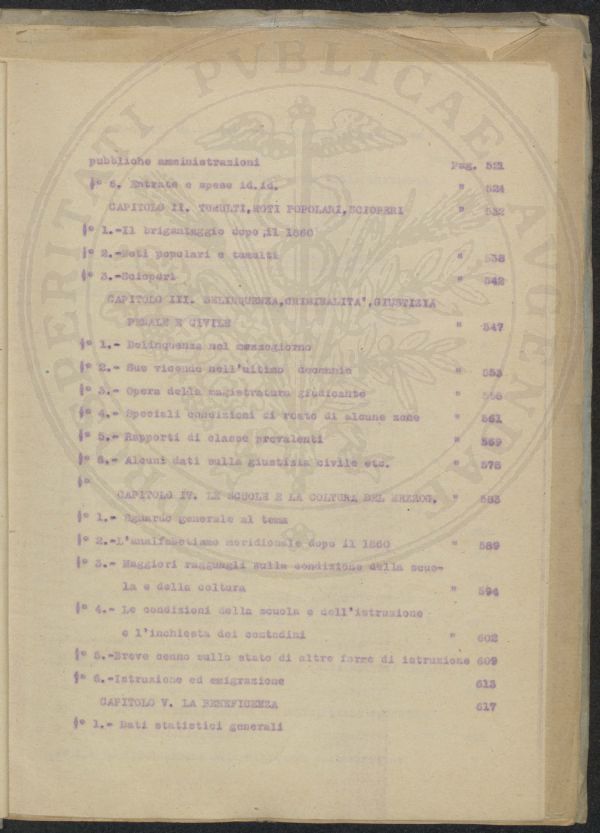 PROSPERITATI PVBLICAE AVGENDAE
pubbliche amministrazioni Pag. 521
§° 6. Entrate e spese id.id. " 524
CAPITOLO II. TUMULTI,MOTI POPOLARI,SCIOPERI " 532
§° 1.-Il brigantaggio dopo il 1860
§° 2.-Moti popolari e tumulti " 538
§° 3.-Scioperi " 542
CAPITOLO III. DELINQUENZA,CRIMINALITA',GIUSTIZIA
PENALE E CIVILE " 547
§° 1.- Delinquenza nel mezzogiorno
§° 2.- Sue vicende nell'ultimo decennio " 553
§° 3.- Opera della magistratura giudicante " 558
§° 4.- Speciali condizioni di reato di alcune zone " 561
§° 5.- Rapporti di classe prevalenti " 569
§° 6.- Alcuni dati sulla giustizia civile etc. " 578
§°
CAPITOLO IV. LE SCUOLE E LA COLTURA DEL MEZZOG. " 583
§° 1.- Sguardo generale al tema
§° 2.-L'analfabetismo meridionale dopo il 1860 " 589
§° 3.- Maggiori ragguagli sulla condizione della scuo-
la e della coltura " 594
§° 4.- Le condizioni della scuola e dell'istruzione
e l'inchiesta dei contadini " 602
§° 5.-Breve cenno sullo stato di altre forme di istruzione 609
§° 6.-Istruzione ed emigrazione 613
CAPITOLO V. LA BENEFICENZA 617
§° 1.- Dati statistici generali